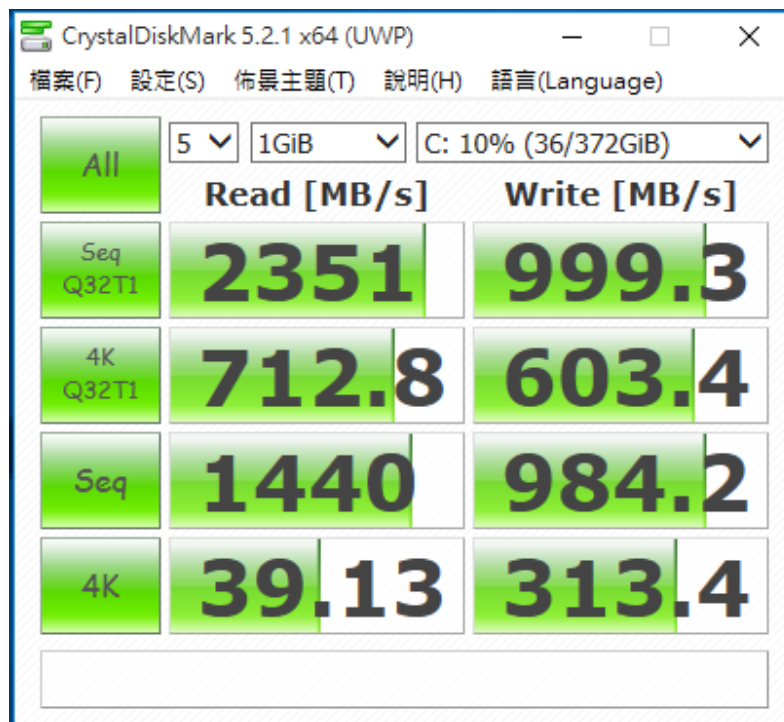 CrystalDiskMark 5.2.1 x64 (UWP)
檔案(F) 設定(S) 佈景主題(T) 說明(H) 語言(Language)
All 5 1GiB C: 10% (36/372GiB)
Read [MB/s] Write [MB/s]
Seq Q32T1 2351 999.3
4K Q32T1 712.8 603.4
Seq 1440 984.2
4K 39.13 313.4